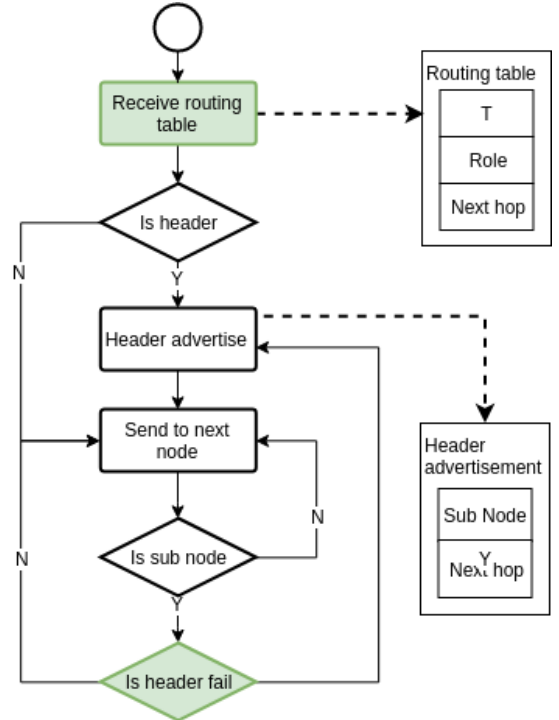 Receive routing
table
Routing table
T
Role
Next hop
Is header
N
Y
Header advertise
Send to next
node
Header
advertisement
Sub Node
Y
Next hop
N
Is sub node
N
Y
Is header fail